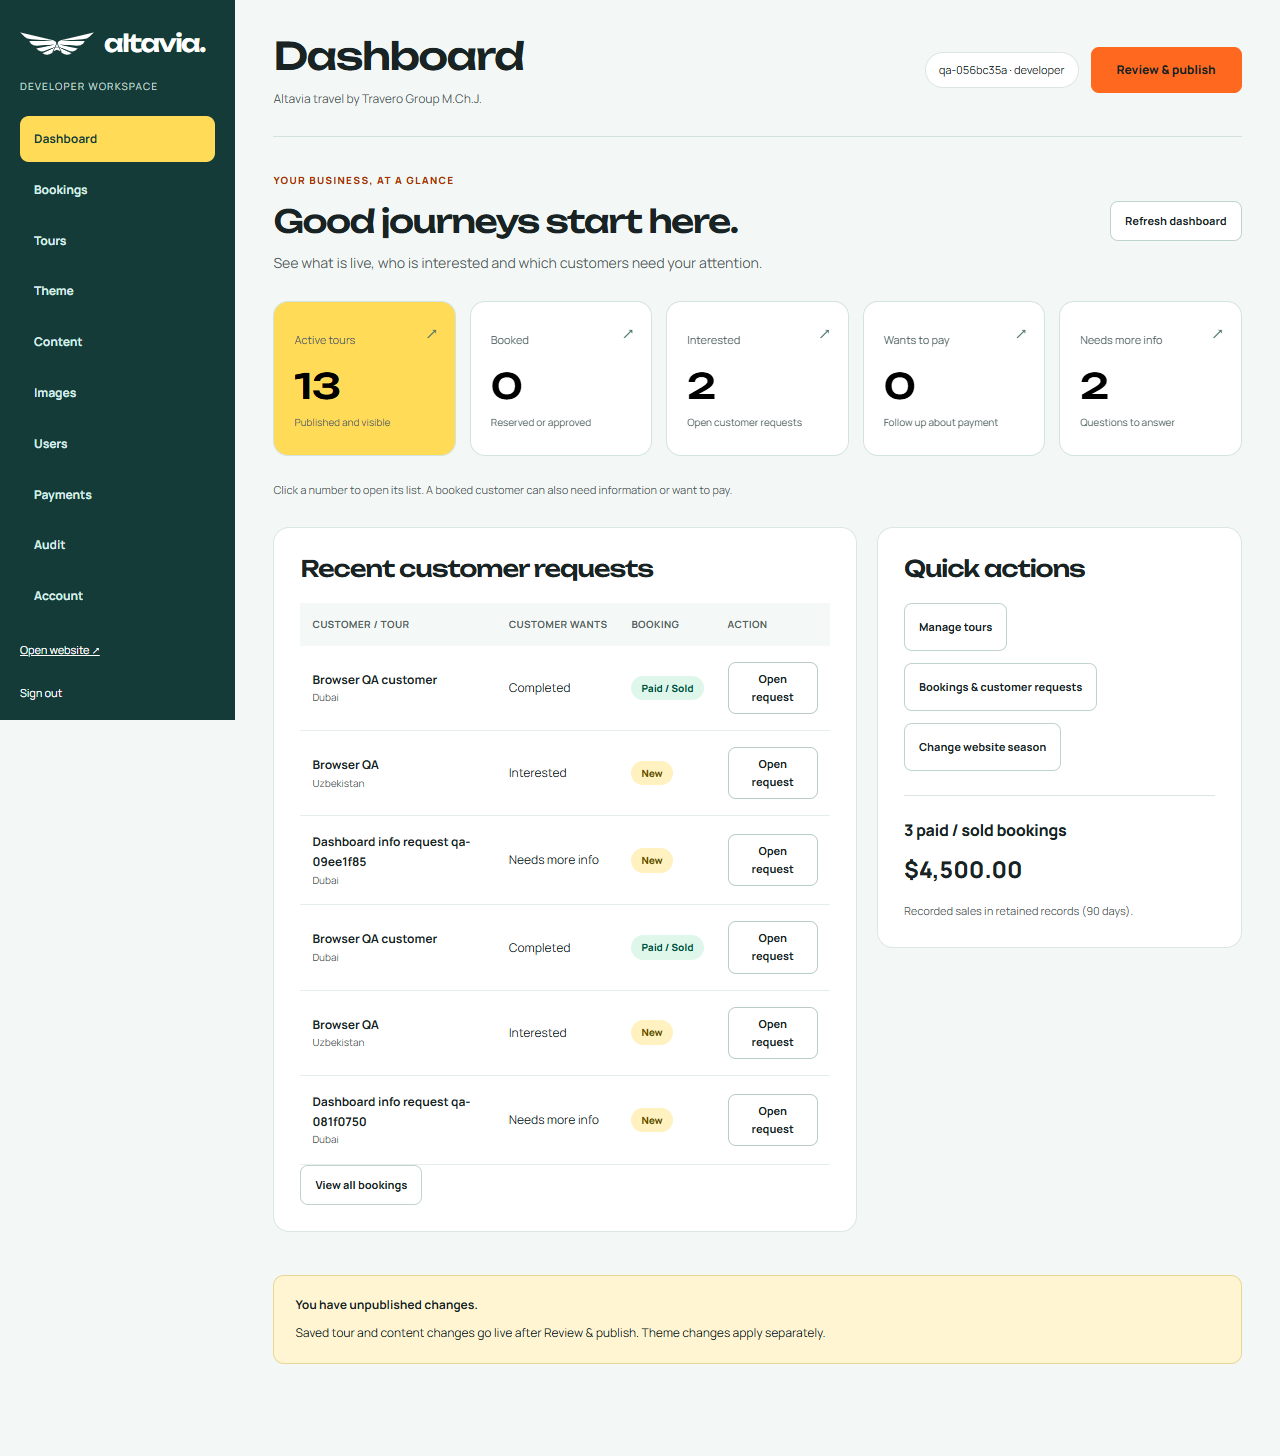 altavia.
DEVELOPER WORKSPACE
Dashboard
Bookings
Tours
Theme
Content
Images
Users
Payments
Audit
Account
Open website ↗
Sign out
Dashboard
Altavia travel by Travero Group M.Ch.J.
qa-056bc35a · developer
Review & publish
YOUR BUSINESS, AT A GLANCE
Good journeys start here.
See what is live, who is interested and which customers need your attention.
Refresh dashboard
Active tours ↗
13
Published and visible
Booked ↗
0
Reserved or approved
Interested ↗
2
Open customer requests
Wants to pay ↗
0
Follow up about payment
Needs more info ↗
2
Questions to answer
Click a number to open its list. A booked customer can also need information or want to pay.
Recent customer requests
CUSTOMER / TOUR CUSTOMER WANTS BOOKING ACTION
Browser QA customer
Dubai
Completed
Paid / Sold
Open
request
Browser QA
Uzbekistan
Interested
New
Open
request
Dashboard info request qa-
09ee1f85
Dubai
Needs more info
New
Open
request
Browser QA customer
Dubai
Completed
Paid / Sold
Open
request
Browser QA
Uzbekistan
Interested
New
Open
request
Dashboard info request qa-
081f0750
Dubai
Needs more info
New
Open
request
View all bookings
Quick actions
Manage tours
Bookings & customer requests
Change website season
3 paid / sold bookings
$4,500.00
Recorded sales in retained records (90 days).
You have unpublished changes.
Saved tour and content changes go live after Review & publish. Theme changes apply separately.